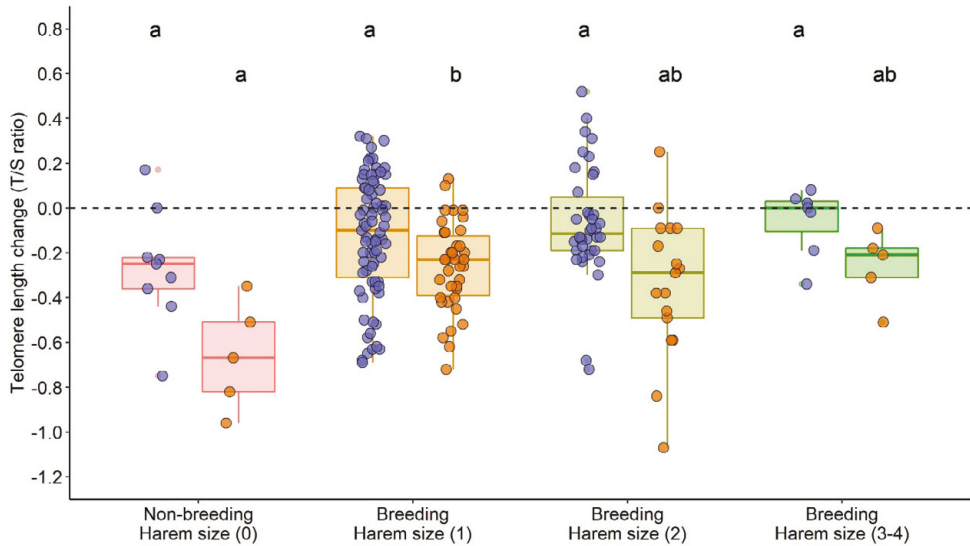 Telomere length change (T/S ratio)
0.8
0.6
0.4
0.2
0.0
-0.2
-0.4
-0.6
-0.8
-1.0
-1.2
a a a a
a b ab ab
Non-breeding Breeding Breeding Breeding
Harem size (0) Harem size (1) Harem size (2) Harem size (3-4)